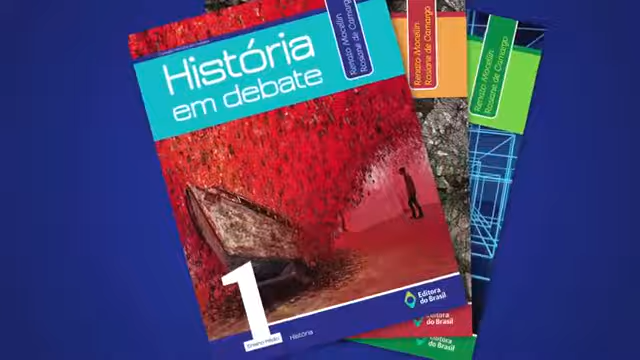 História
em debate
Renato Mocellin
Rosiane de Camargo
Renato Mocellin
Rosiane de Camargo
Renato Mocellin
Rosiane de Camargo
1
Ensino Médio
História
Editora
do Brasil
Editora
do Brasil
Editora
do Brasil